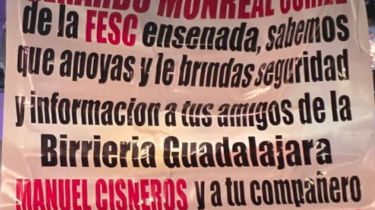 MONREAL
de la FESC ensenada, sabemos
que apoyas y le brindas seguridad
y informacion a tus amigos de la
Birrieria Guadalajara
MANUEL CISNEROS y a tu compañero